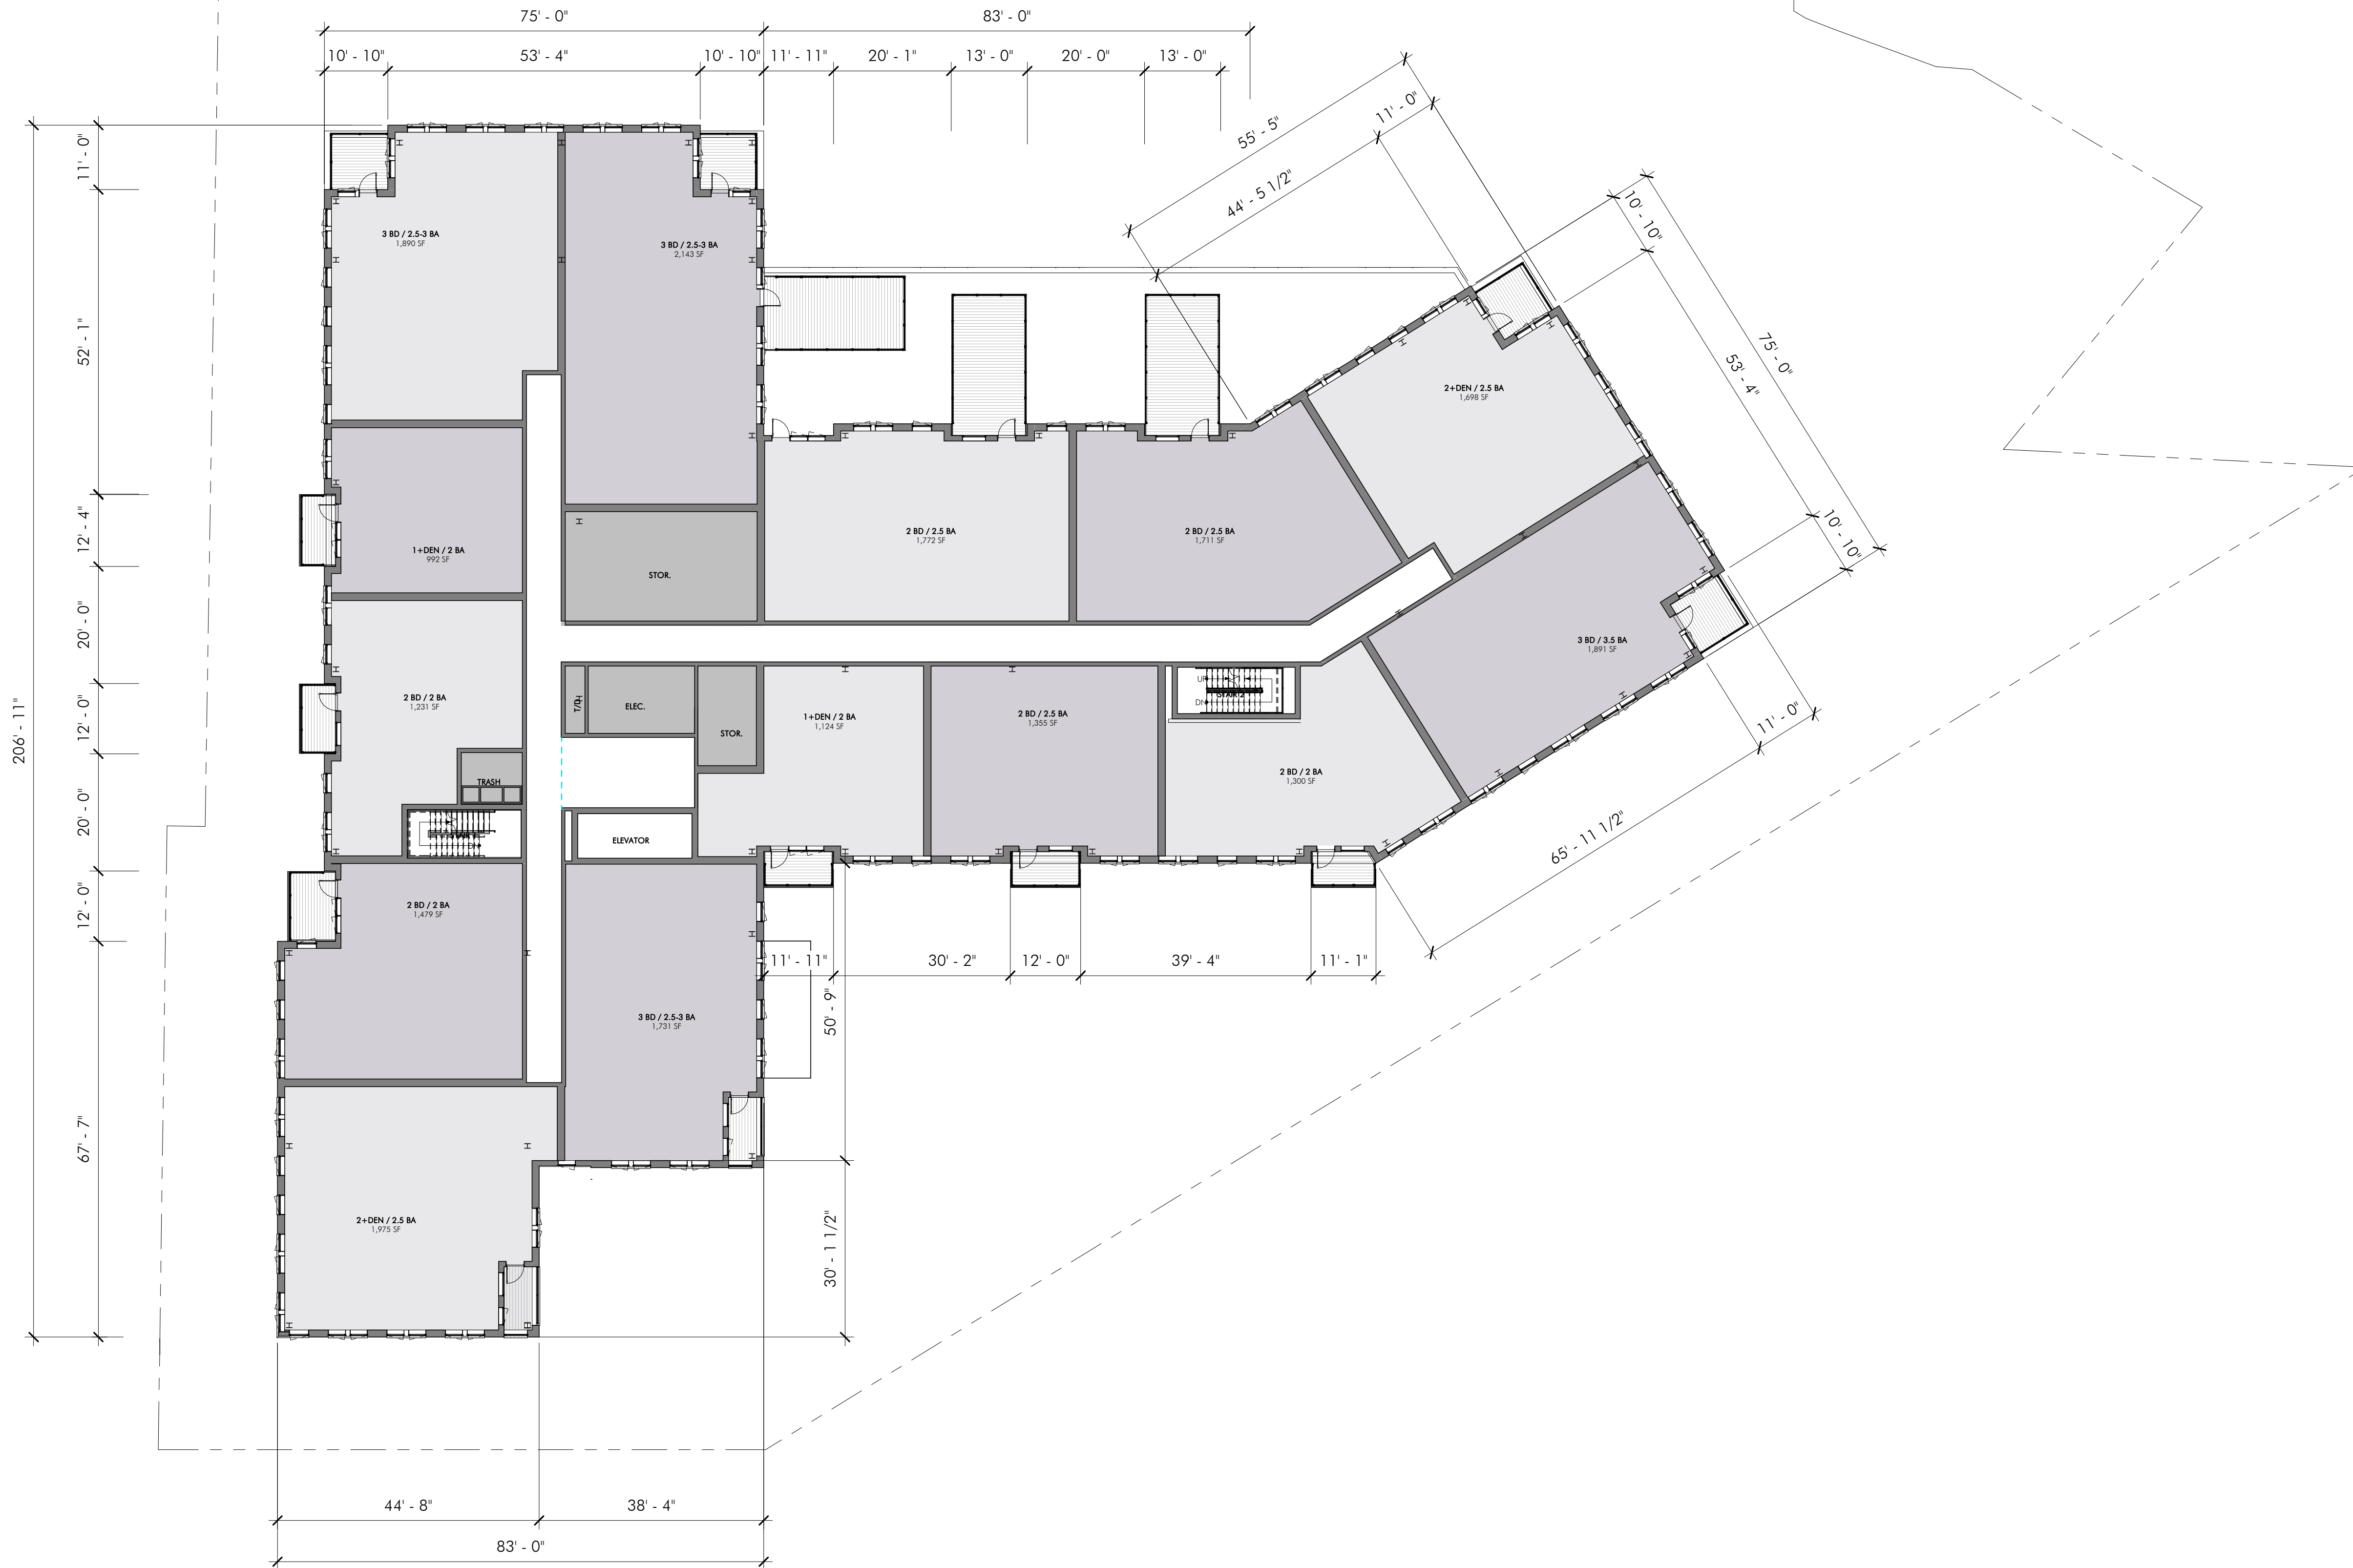 75' - 0"
83' - 0"
10' - 10"
53' - 4"
10' - 10"
11' - 11"
20' - 1"
13' - 0"
20' - 0"
13' - 0"
55' - 5"
11' - 0"
44' - 5 1/2"
10' - 10"
75' - 0"
53' - 4"
10' - 10"
11' - 0"
65' - 11 1/2"
206' - 11"
11' - 0"
52' - 1"
12' - 4"
20' - 0"
12' - 0"
20' - 0"
12' - 0"
67' - 7"
3 BD / 2.5-3 BA
1,890 SF
3 BD / 2.5-3 BA
2,143 SF
2+DEN / 2.5 BA
1,698 SF
1+DEN / 2 BA
992 SF
STOR.
2 BD / 2.5 BA
1,772 SF
2 BD / 2.5 BA
1,711 SF
3 BD / 3.5 BA
1,891 SF
2 BD / 2 BA
1,231 SF
T/D
ELEC.
STOR.
1+DEN / 2 BA
1,124 SF
2 BD / 2.5 BA
1,355 SF
UP
STAIR 2
DN
2 BD / 2 BA
1,300 SF
TRASH
DN
ELEVATOR
2 BD / 2 BA
1,479 SF
3 BD / 2.5-3 BA
1,731 SF
2+DEN / 2.5 BA
1,975 SF
11' - 11"
30' - 2"
12' - 0"
39' - 4"
11' - 1"
50' - 9"
30' - 1 1/2"
44' - 8"
38' - 4"
83' - 0"